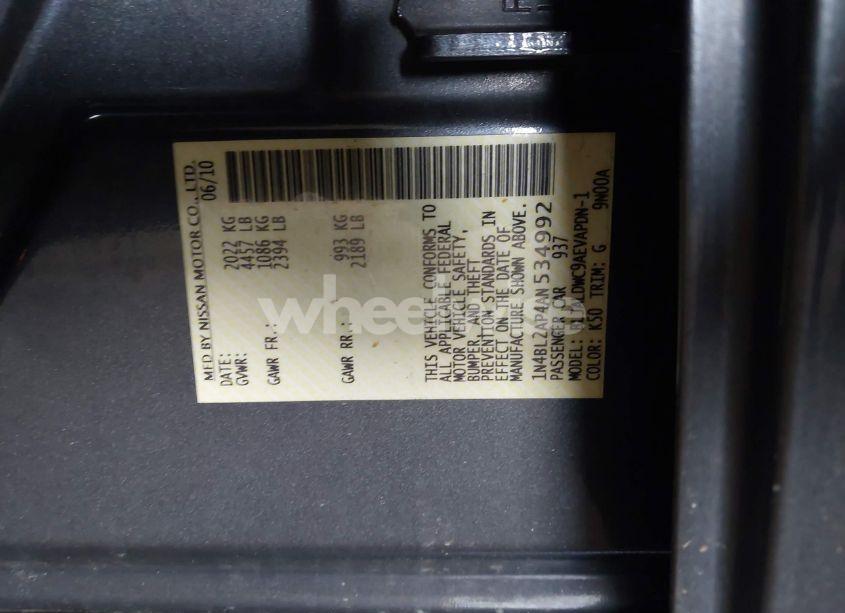 MFD BY NISSAN MOTOR CO., LTD.
DATE: 06/10
GVWR: 2022 KG
4457 LB
GAWR FR.: 1086 KG
2394 LB
GAWR RR.: 993 KG
2189 LB
THIS VEHICLE CONFORMS TO
ALL APPLICABLE FEDERAL
MOTOR VEHICLE SAFETY,
BUMPER, AND THEFT
PREVENTION STANDARDS IN
EFFECT ON THE DATE OF
MANUFACTURE SHOWN ABOVE.
1N4BL2AP4AN534992
PASSENGER CAR 937
MODEL:
COLOR: K50 TRIM: G 9N00A